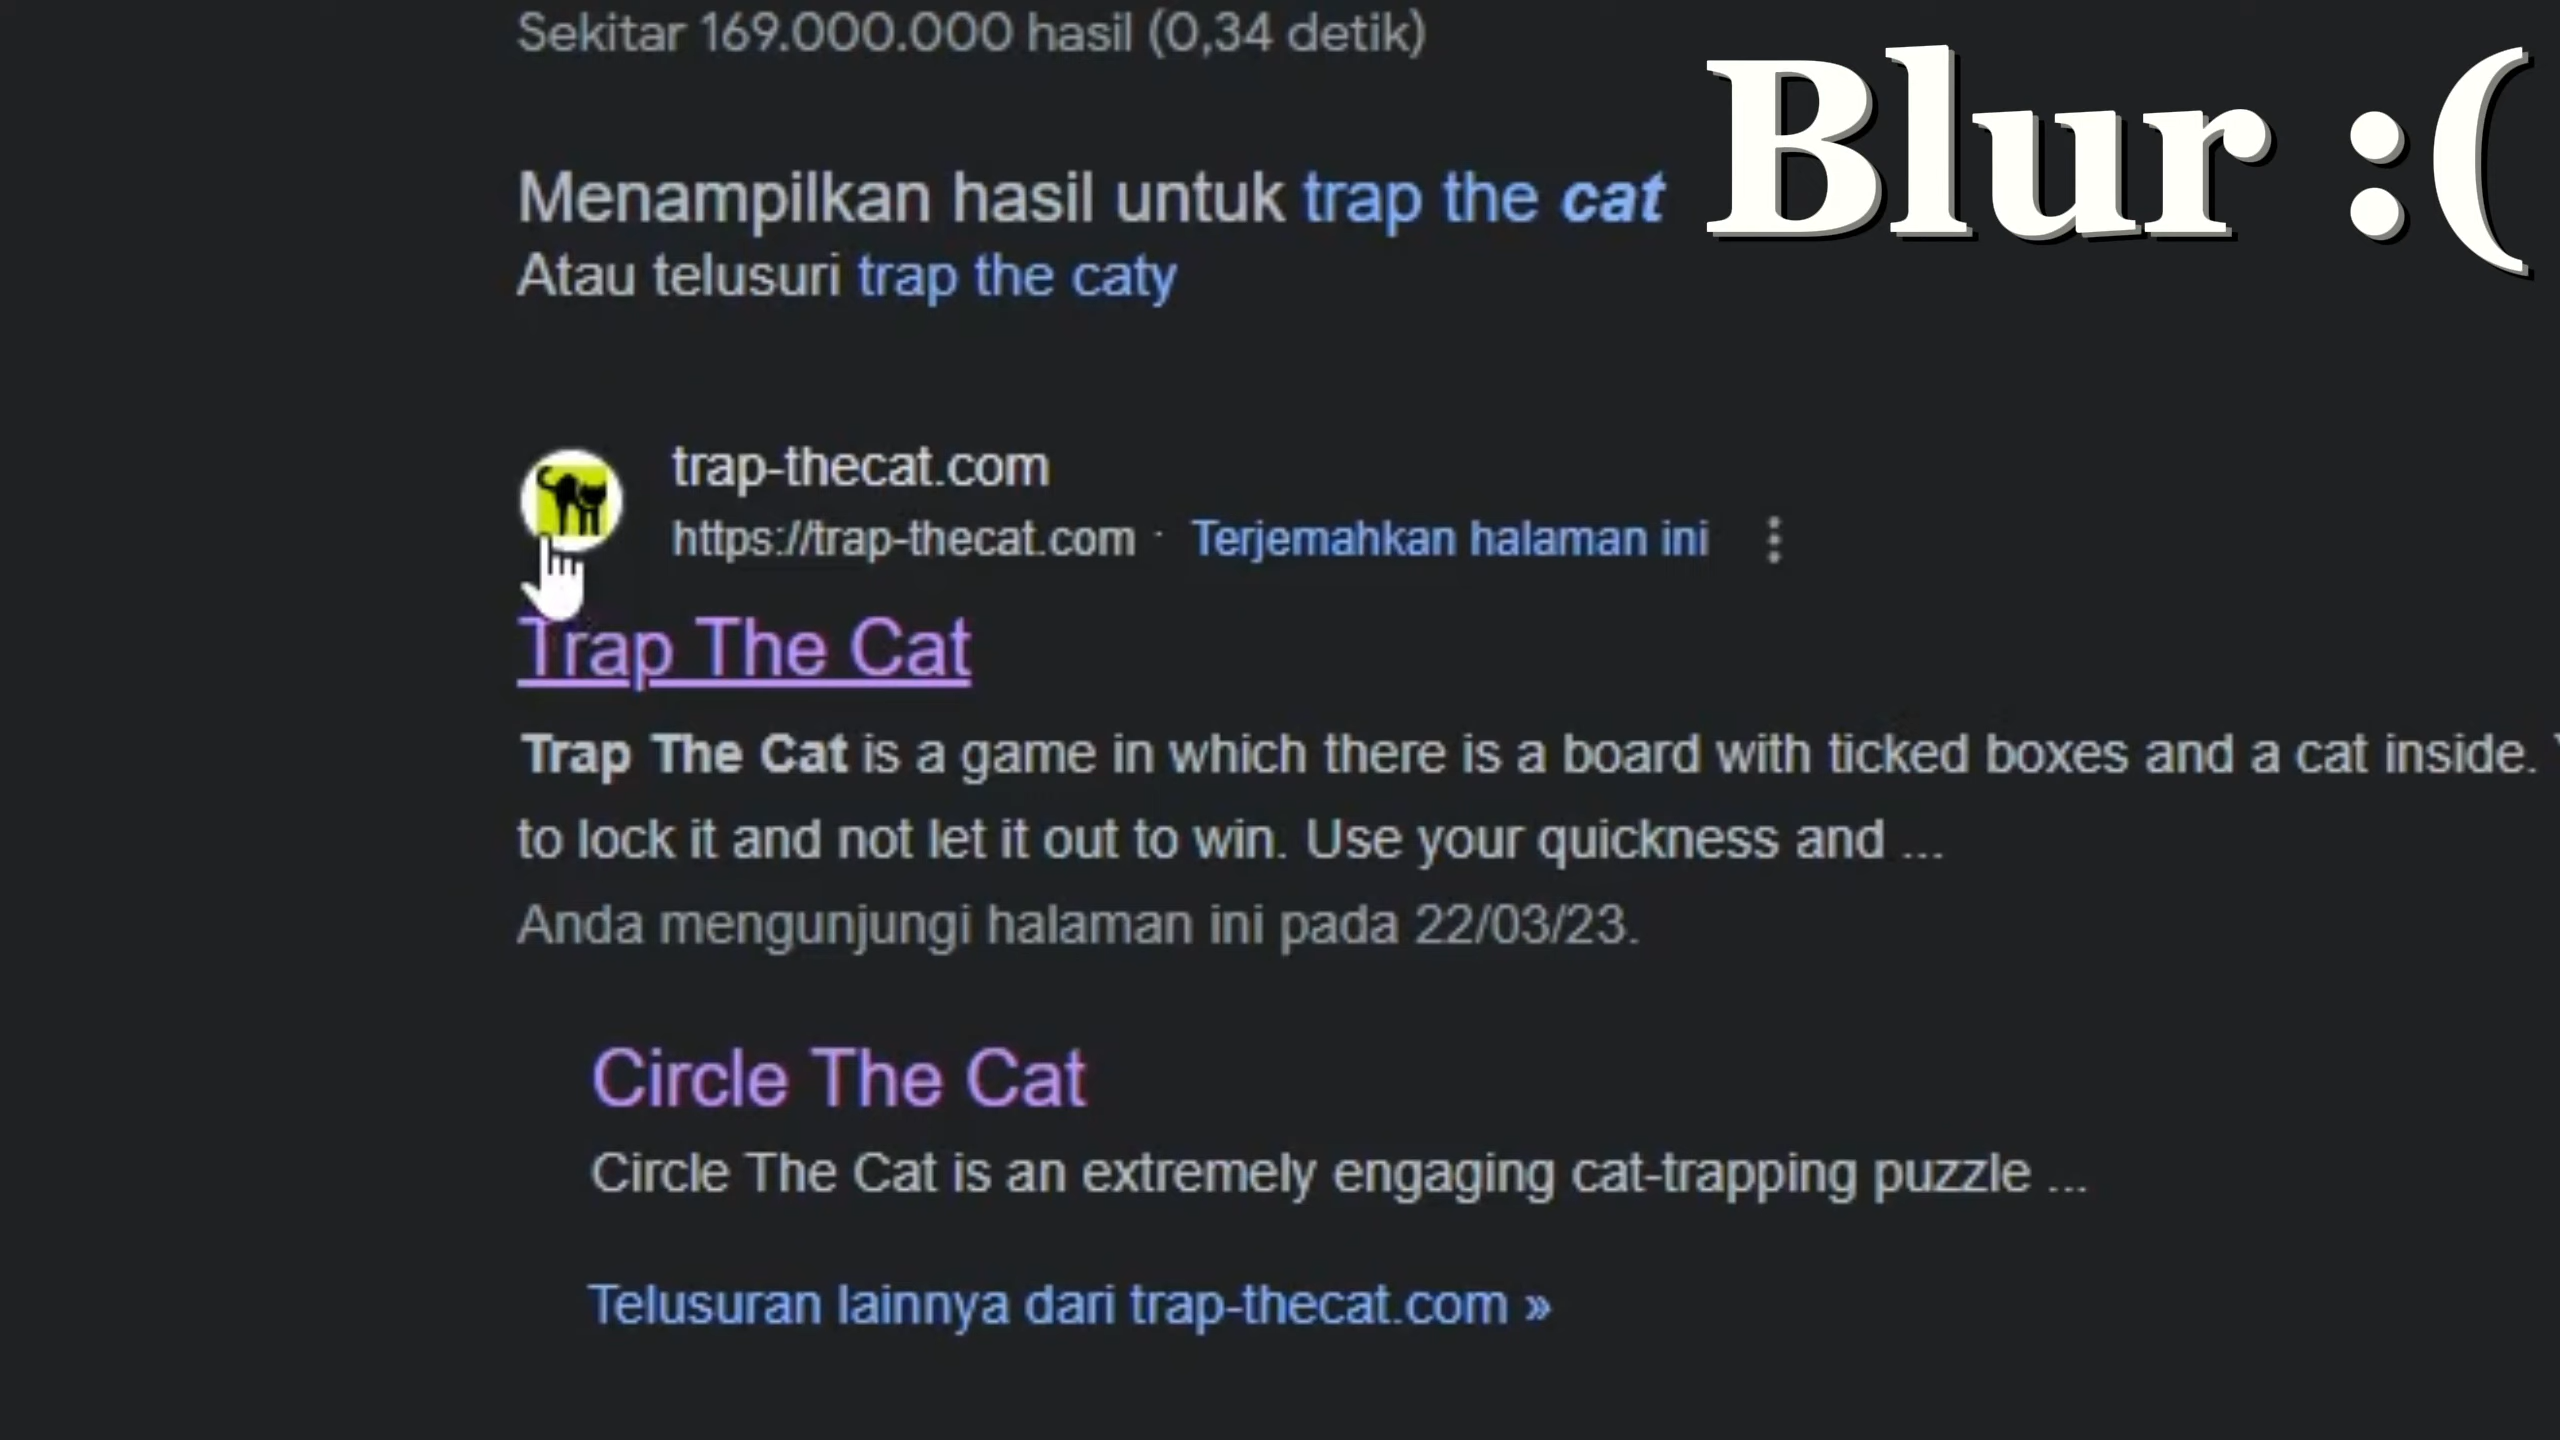 Sekitar 169.000.000 hasil (0,34 detik)
Blur :(
Menampilkan hasil untuk trap the cat
Atau telusuri trap the caty
trap-thecat.com
https://trap-thecat.com · Terjemahkan halaman ini
Trap The Cat
Trap The Cat is a game in which there is a board with ticked boxes and a cat inside.
to lock it and not let it out to win. Use your quickness and ...
Anda mengunjungi halaman ini pada 22/03/23.
Circle The Cat
Circle The Cat is an extremely engaging cat-trapping puzzle ...
Telusuran lainnya dari trap-thecat.com »